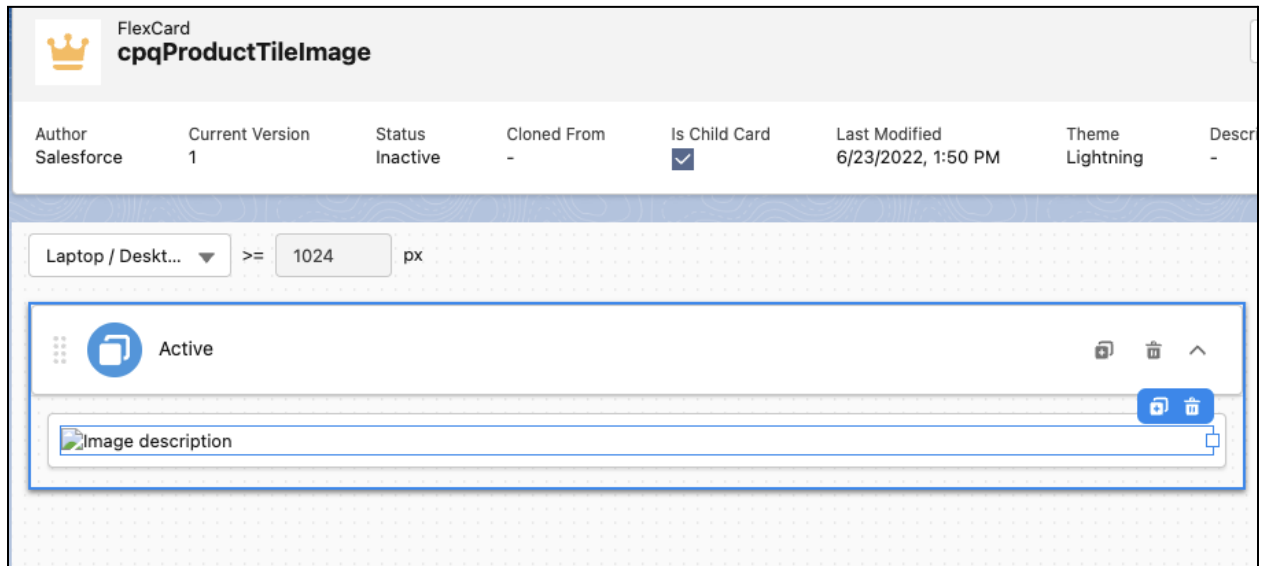 FlexCard
cpqProductTileImage
Author Current Version Status Cloned From Is Child Card Last Modified Theme Descri
Salesforce 1 Inactive - 6/23/2022, 1:50 PM Lightning -
Laptop / Deskt... >= 1024 px
Active
Image description